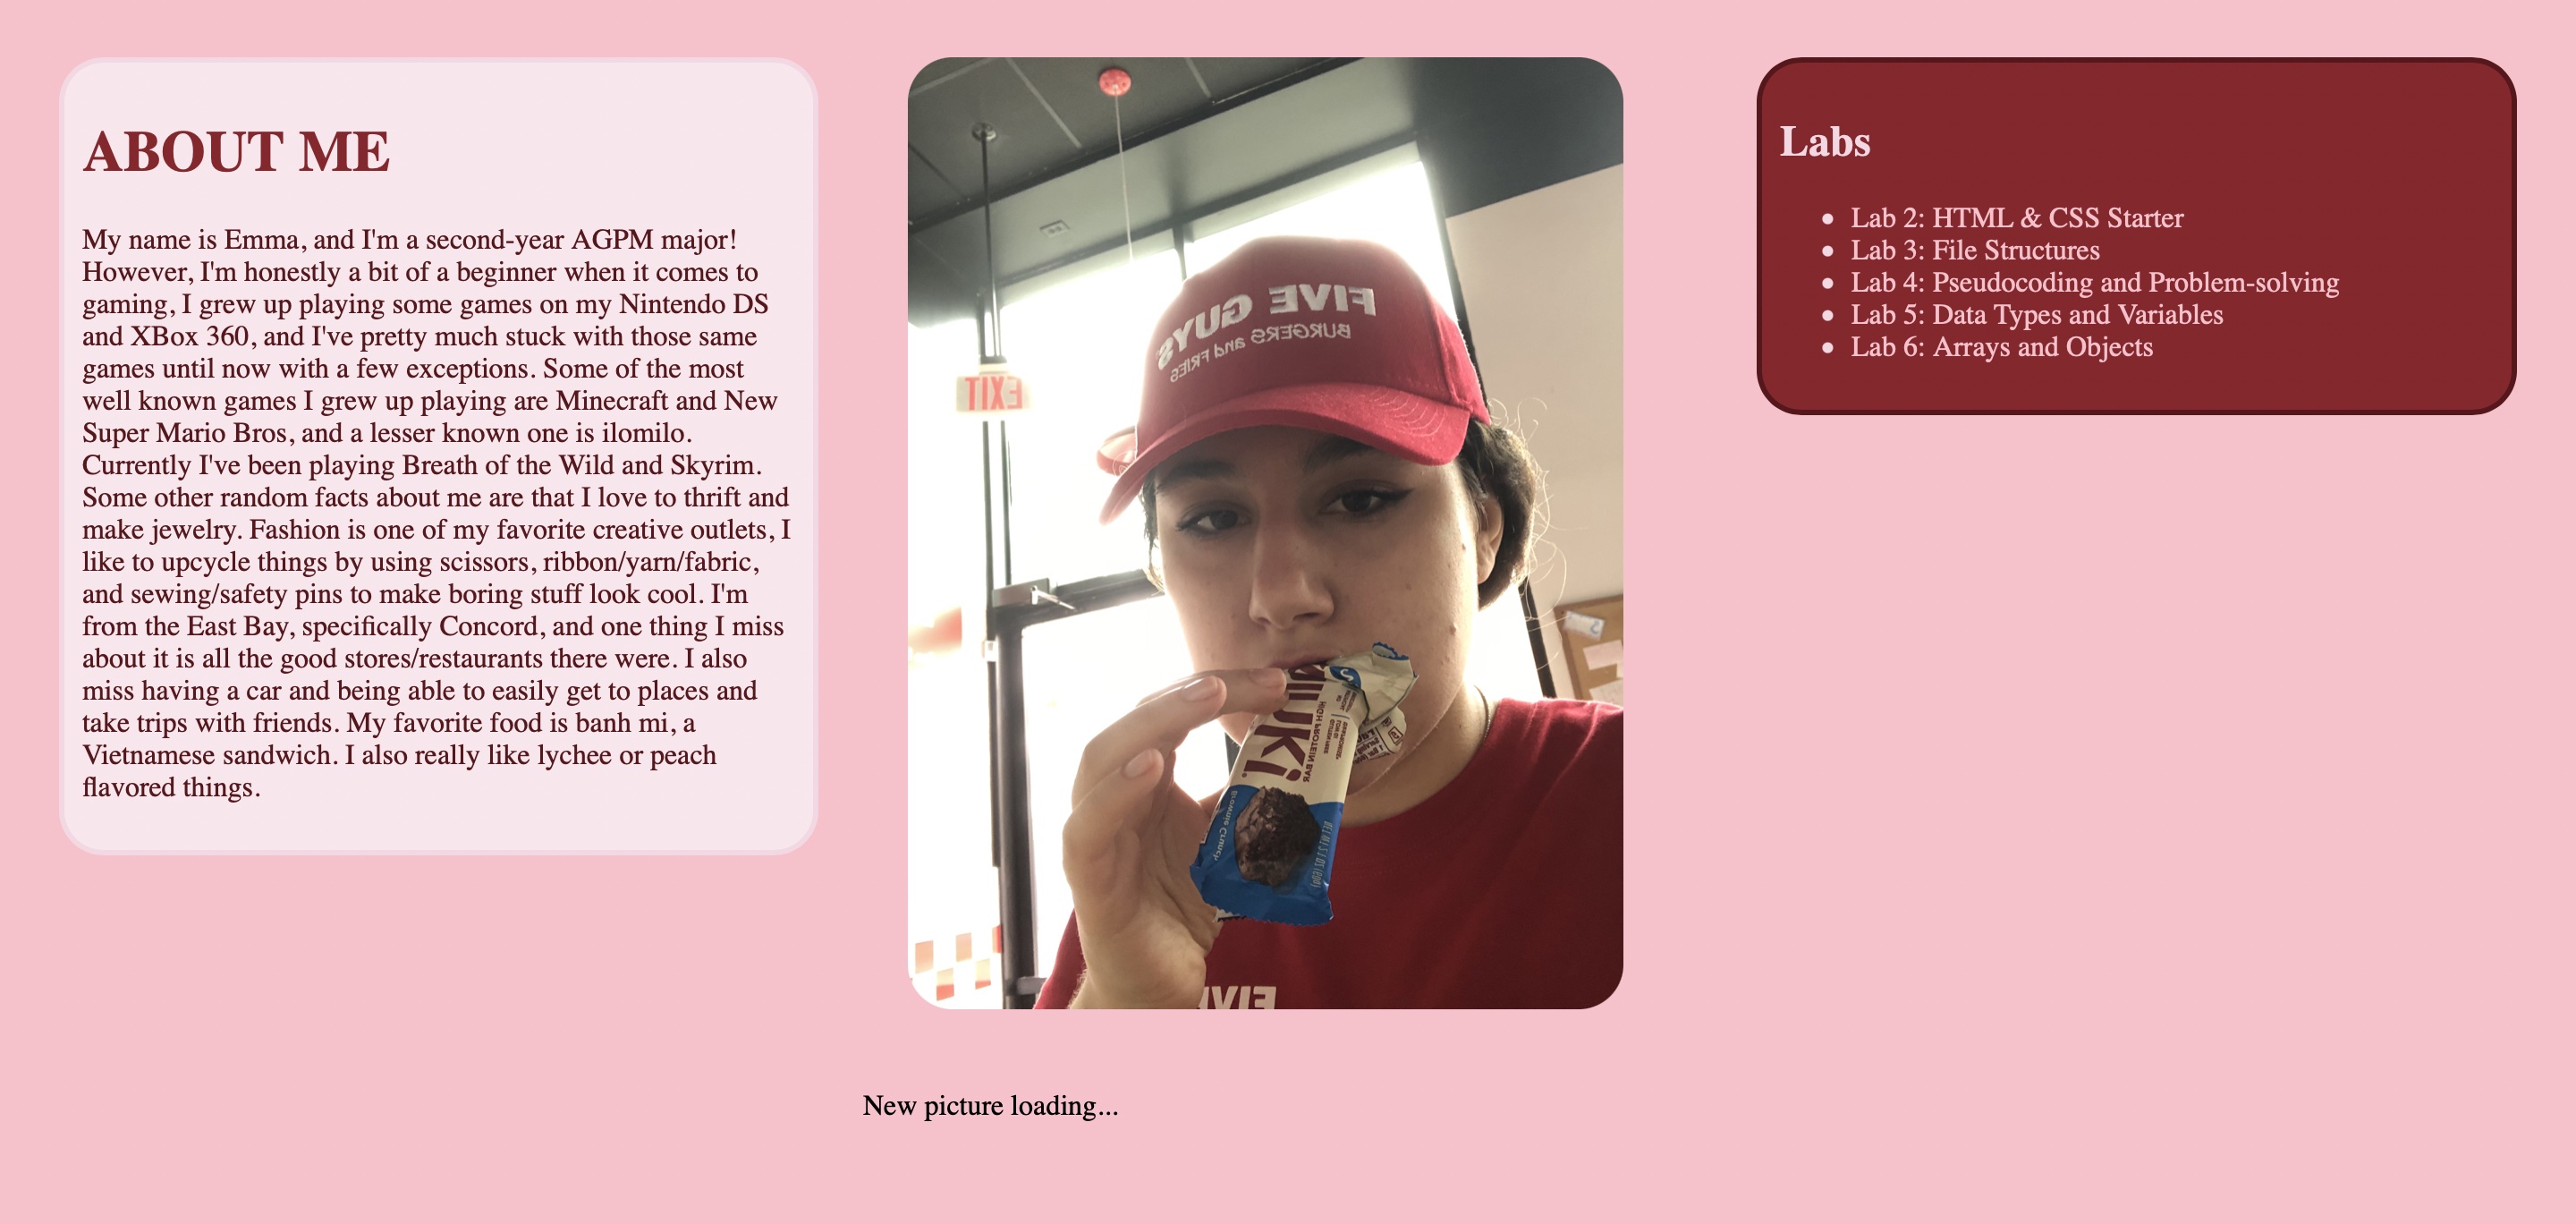 ABOUT ME
My name is Emma, and I'm a second-year AGPM major!
However, I'm honestly a bit of a beginner when it comes to
gaming, I grew up playing some games on my Nintendo DS
and XBox 360, and I've pretty much stuck with those same
games until now with a few exceptions. Some of the most
well known games I grew up playing are Minecraft and New
Super Mario Bros, and a lesser known one is ilomilo.
Currently I've been playing Breath of the Wild and Skyrim.
Some other random facts about me are that I love to thrift and
make jewelry. Fashion is one of my favorite creative outlets, I
like to upcycle things by using scissors, ribbon/yarn/fabric,
and sewing/safety pins to make boring stuff look cool. I'm
from the East Bay, specifically Concord, and one thing I miss
about it is all the good stores/restaurants there were. I also
miss having a car and being able to easily get to places and
take trips with friends. My favorite food is banh mi, a
Vietnamese sandwich. I also really like lychee or peach
flavored things.
FIVE GUYS
BURGERS and FRIES
EXIT
HIGH PROTEIN BAR
Brownie Crunch
FIVE
New picture loading...
Labs
Lab 2: HTML & CSS Starter
Lab 3: File Structures
Lab 4: Pseudocoding and Problem-solving
Lab 5: Data Types and Variables
Lab 6: Arrays and Objects